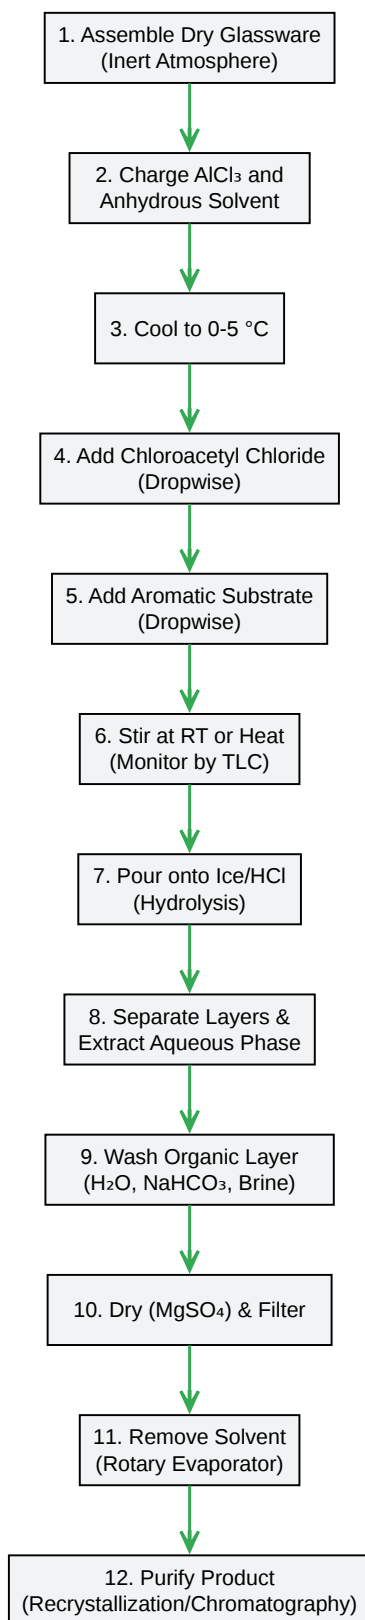 1. Assemble Dry Glassware
(Inert Atmosphere)
2. Charge AlCl₃ and
Anhydrous Solvent
3. Cool to 0-5 °C
4. Add Chloroacetyl Chloride
(Dropwise)
5. Add Aromatic Substrate
(Dropwise)
6. Stir at RT or Heat
(Monitor by TLC)
7. Pour onto Ice/HCl
(Hydrolysis)
8. Separate Layers &
Extract Aqueous Phase
9. Wash Organic Layer
(H₂O, NaHCO₃, Brine)
10. Dry (MgSO₄) & Filter
11. Remove Solvent
(Rotary Evaporator)
12. Purify Product
(Recrystallization/Chromatography)